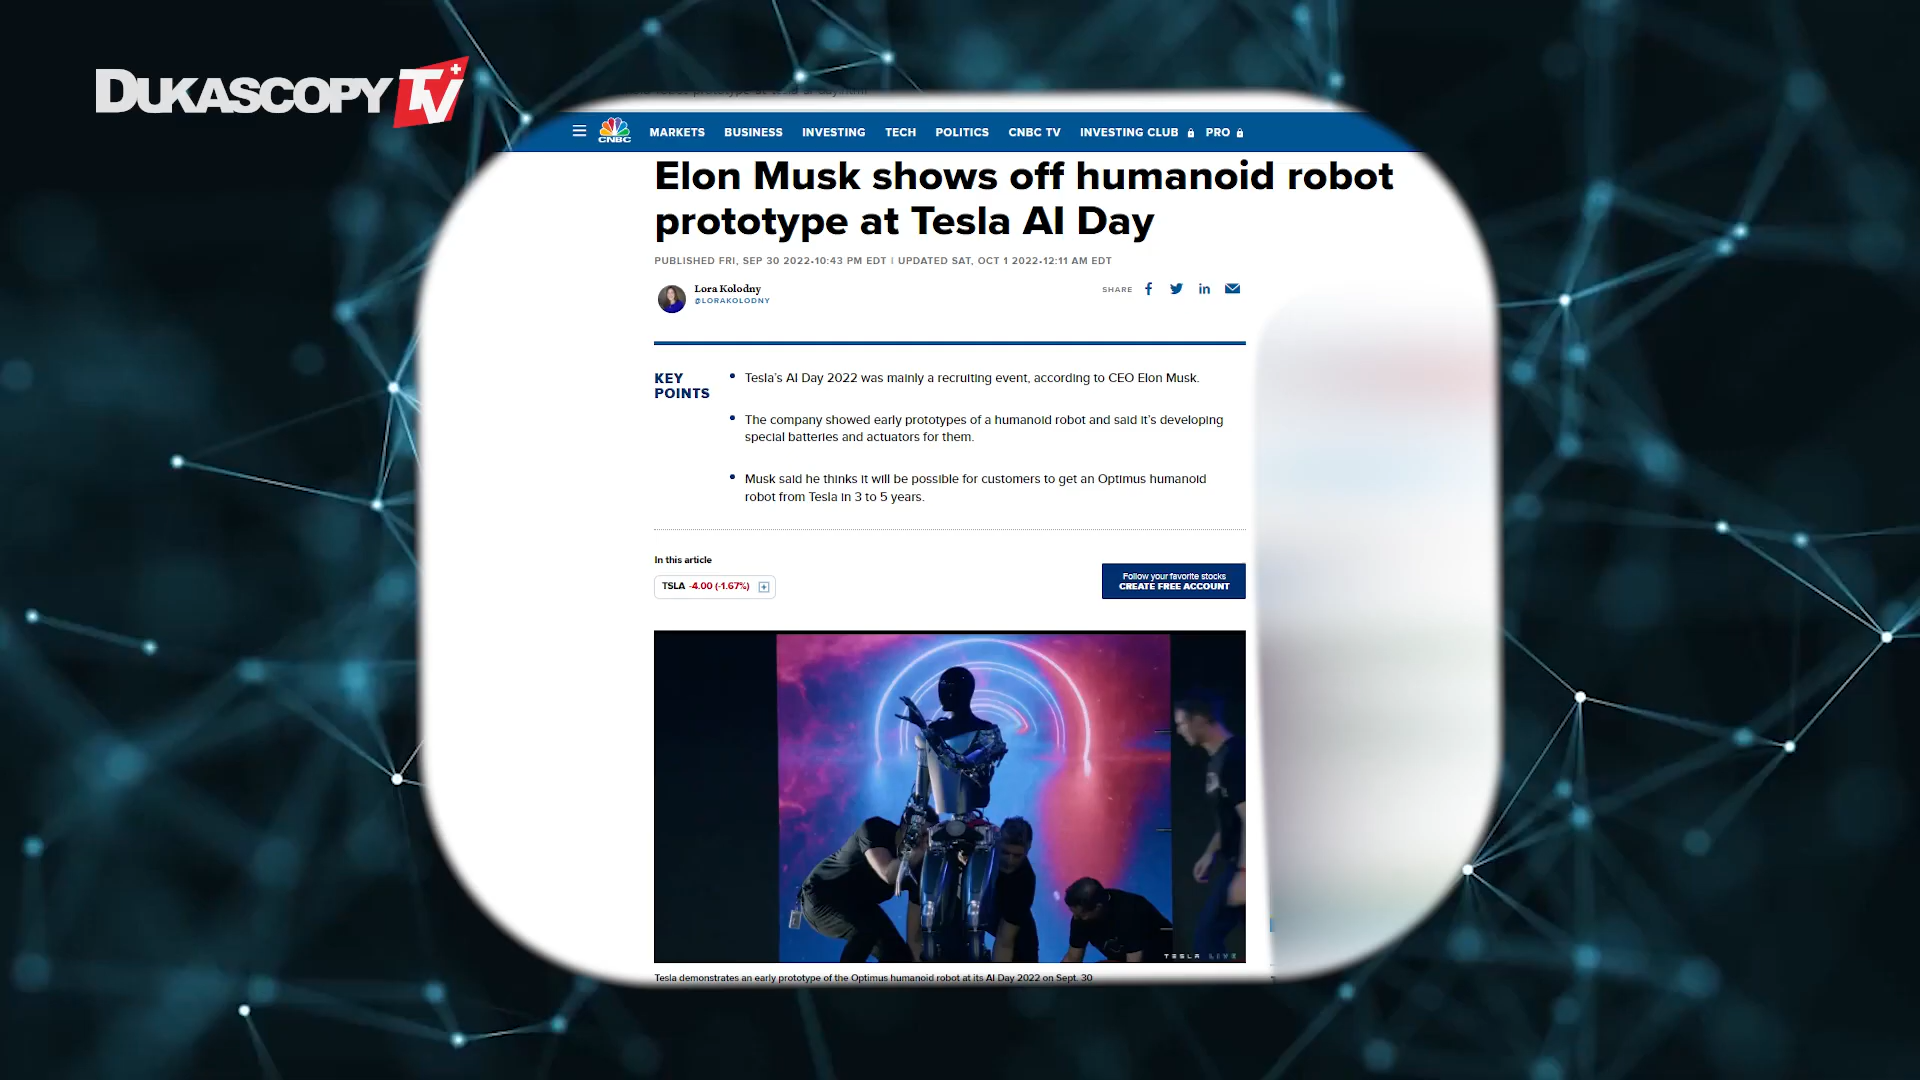 DUKASCOPY TV
CNBC
MARKETS BUSINESS INVESTING TECH POLITICS CNBC TV INVESTING CLUB PRO
Elon Musk shows off humanoid robot
prototype at Tesla AI Day
PUBLISHED FRI, SEP 30 2022•10:43 PM EDT | UPDATED SAT, OCT 1 2022•12:11 AM EDT
Lora Kolodny
@LORAKOLODNY
SHARE
KEY
POINTS
Tesla’s AI Day 2022 was mainly a recruiting event, according to CEO Elon Musk.
The company showed early prototypes of a humanoid robot and said it’s developing
special batteries and actuators for them.
Musk said he thinks it will be possible for customers to get an Optimus humanoid
robot from Tesla in 3 to 5 years.
In this article
TSLA -4.00 (-1.67%)
Follow your favorite stocks
CREATE FREE ACCOUNT
TESLA LIVE
Tesla demonstrates an early prototype of the Optimus humanoid robot at its AI Day 2022 on Sept. 30